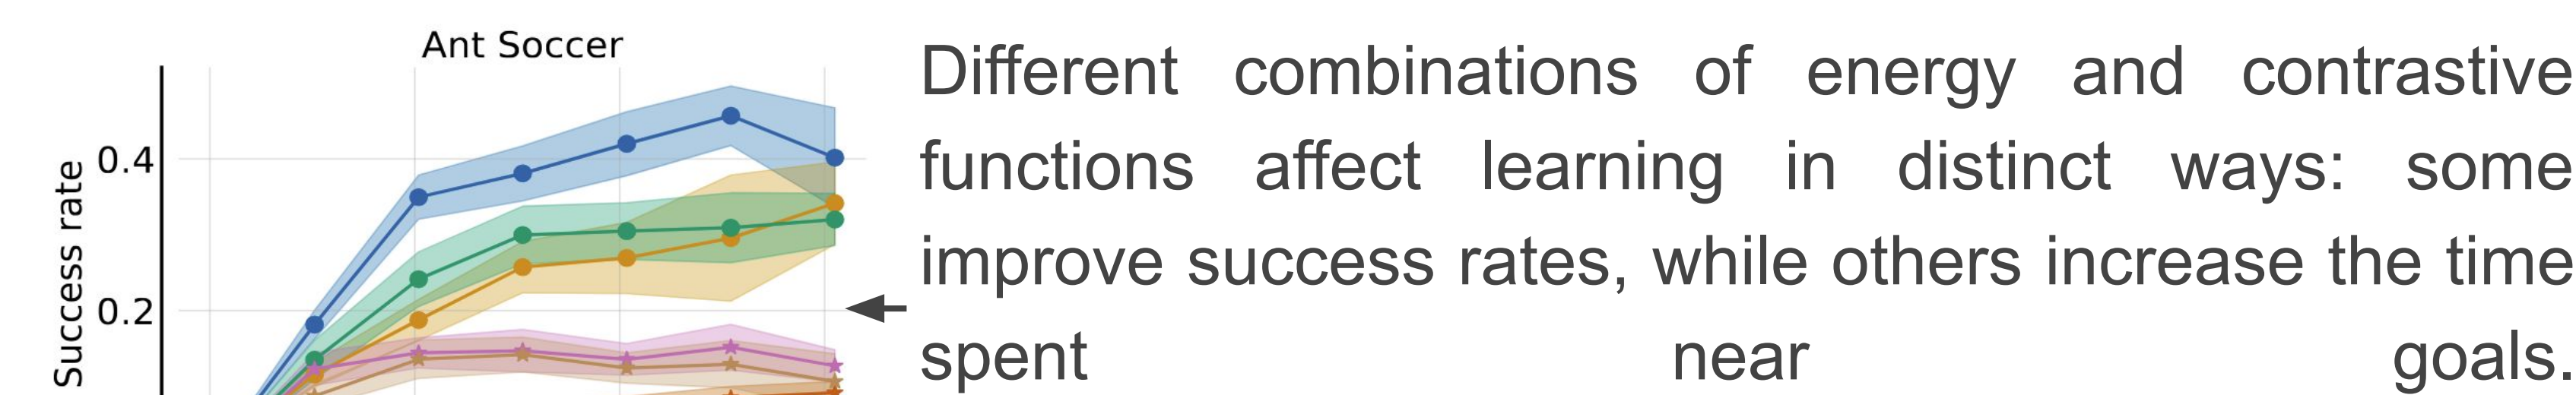 Ant Soccer
Success rate
0.4
0.2
Different combinations of energy and contrastive
functions affect learning in distinct ways: some
improve success rates, while others increase the time
spent near goals.